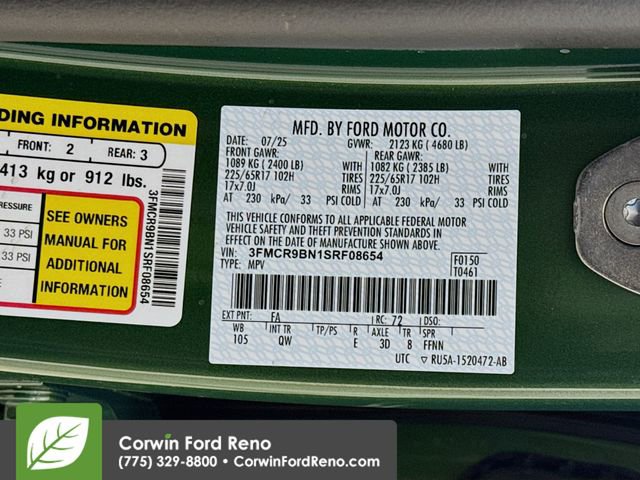 DING INFORMATION
FRONT: 2 REAR: 3
413 kg or 912 lbs.
RESSURE
33 PSI
33 PSI
SEE OWNERS
MANUAL FOR
ADDITIONAL
INFORMATION
3FMCR9BN1SRF08654
MFD. BY FORD MOTOR CO.
DATE: 07/25 GVWR: 2123 KG ( 4680 LB)
FRONT GAWR: REAR GAWR:
1089 KG ( 2400 LB) WITH 1082 KG ( 2385 LB) WITH
225/65R17 102H TIRES 225/65R17 102H TIRES
17x7.0J RIMS 17x7.0J RIMS
AT 230 kPa/ 33 PSI COLD AT 230 kPa/ 33 PSI COLD
THIS VEHICLE CONFORMS TO ALL APPLICABLE FEDERAL MOTOR
VEHICLE SAFETY AND THEFT PREVENTION STANDARDS IN EFFECT ON
THE DATE OF MANUFACTURE SHOWN ABOVE.
VIN: 3FMCR9BN1SRF08654 F0150
TYPE: MPV T0461
EXT PNT: FA RC: 72 DSO:
WB INT TR TP/PS R AXLE TR SPR
105 QW E 3D 8 FFNN
UTC ▽ RU5A-1520472-AB
Corwin Ford Reno
(775) 329-8800 • CorwinFordReno.com